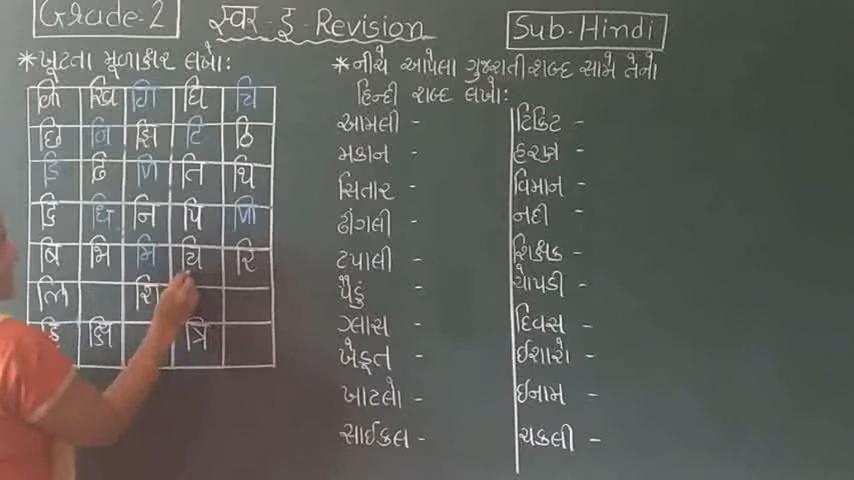 Grade-2
स्वर - इ - Revision
Sub-Hindi
*ખૂટતા મૂળાક્ષર લખો:
*નીચે આપેલા ગુજરાતી શબ્દ સામે તેનો
હિન્દી શબ્દ લખો:
कि खि गि घि चि
छि जि झि टि ठि
डि ढि णि ति थि
दि धि नि पि फि
बि भि मि यि रि
लि शि
हि क्षि त्रि
આમલી -
મકાન -
સિતાર -
ઢીંગલી -
ટપાલી -
પૈડું -
ગ્લાસ -
ખેડૂત -
ખાટલો -
સાઈકલ -
ટિકિટ -
હરણ -
વિમાન -
નદી -
શિક્ષક -
ચોપડી -
દિવસ -
ઈશારો -
ઈનામ -
ચકલી -